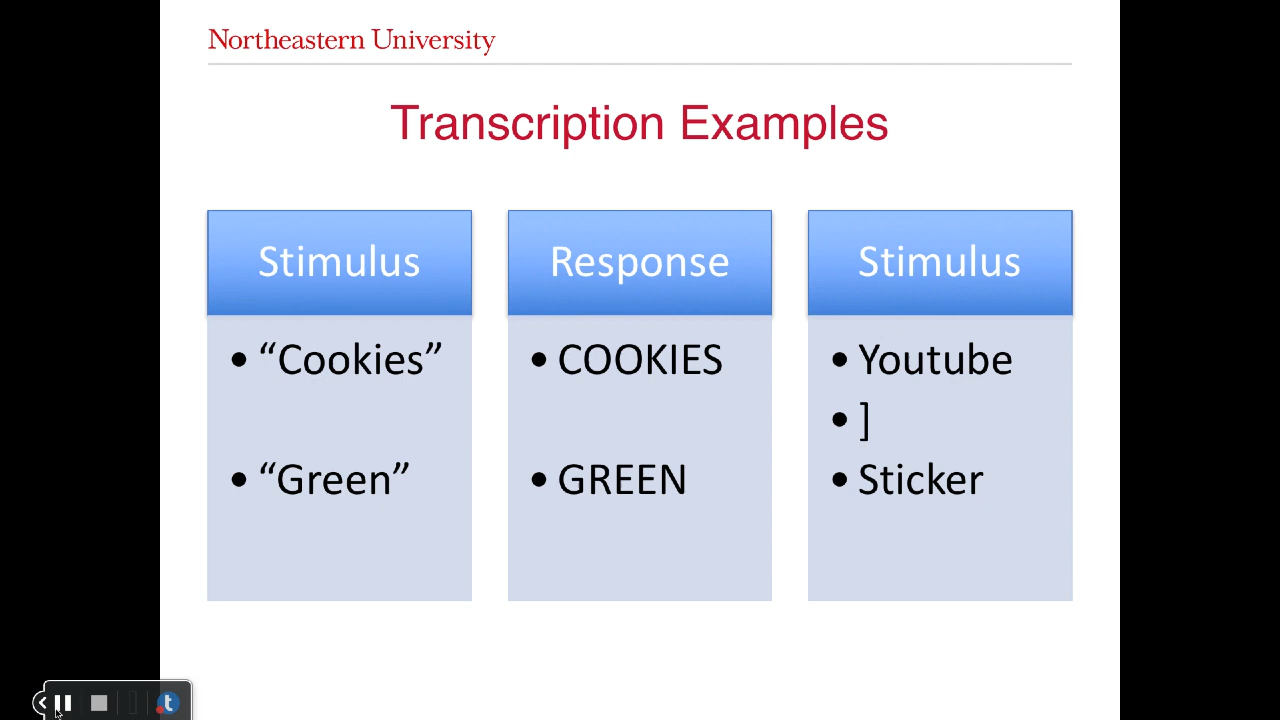 Northeastern University
Transcription Examples
Stimulus
• “Cookies”
• “Green”
Response
• COOKIES
• GREEN
Stimulus
• Youtube
• ]
• Sticker
t